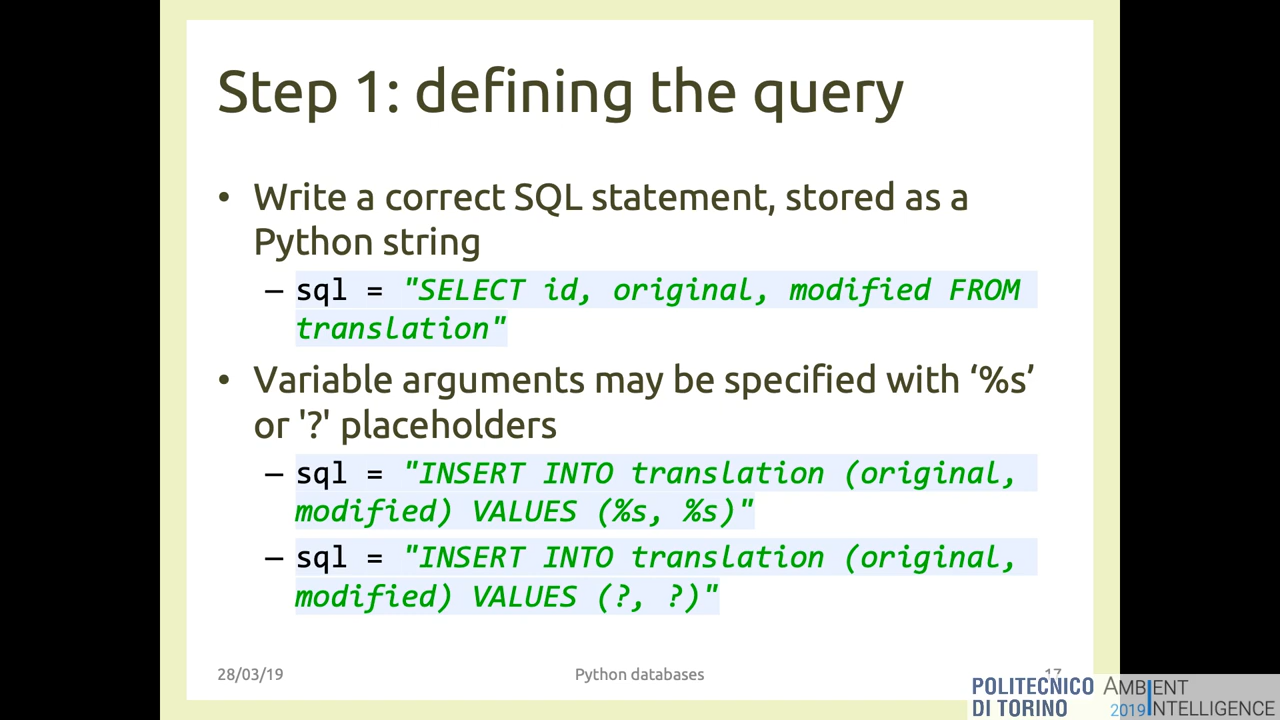 Step 1: defining the query
• Write a correct SQL statement, stored as a
Python string
– sql = "SELECT id, original, modified FROM
translation"
• Variable arguments may be specified with ‘%s’
or '?' placeholders
– sql = "INSERT INTO translation (original,
modified) VALUES (%s, %s)"
– sql = "INSERT INTO translation (original,
modified) VALUES (?, ?)"
28/03/19
Python databases
17
POLITECNICO
DI TORINO
AMBIENT
2019 INTELLIGENCE